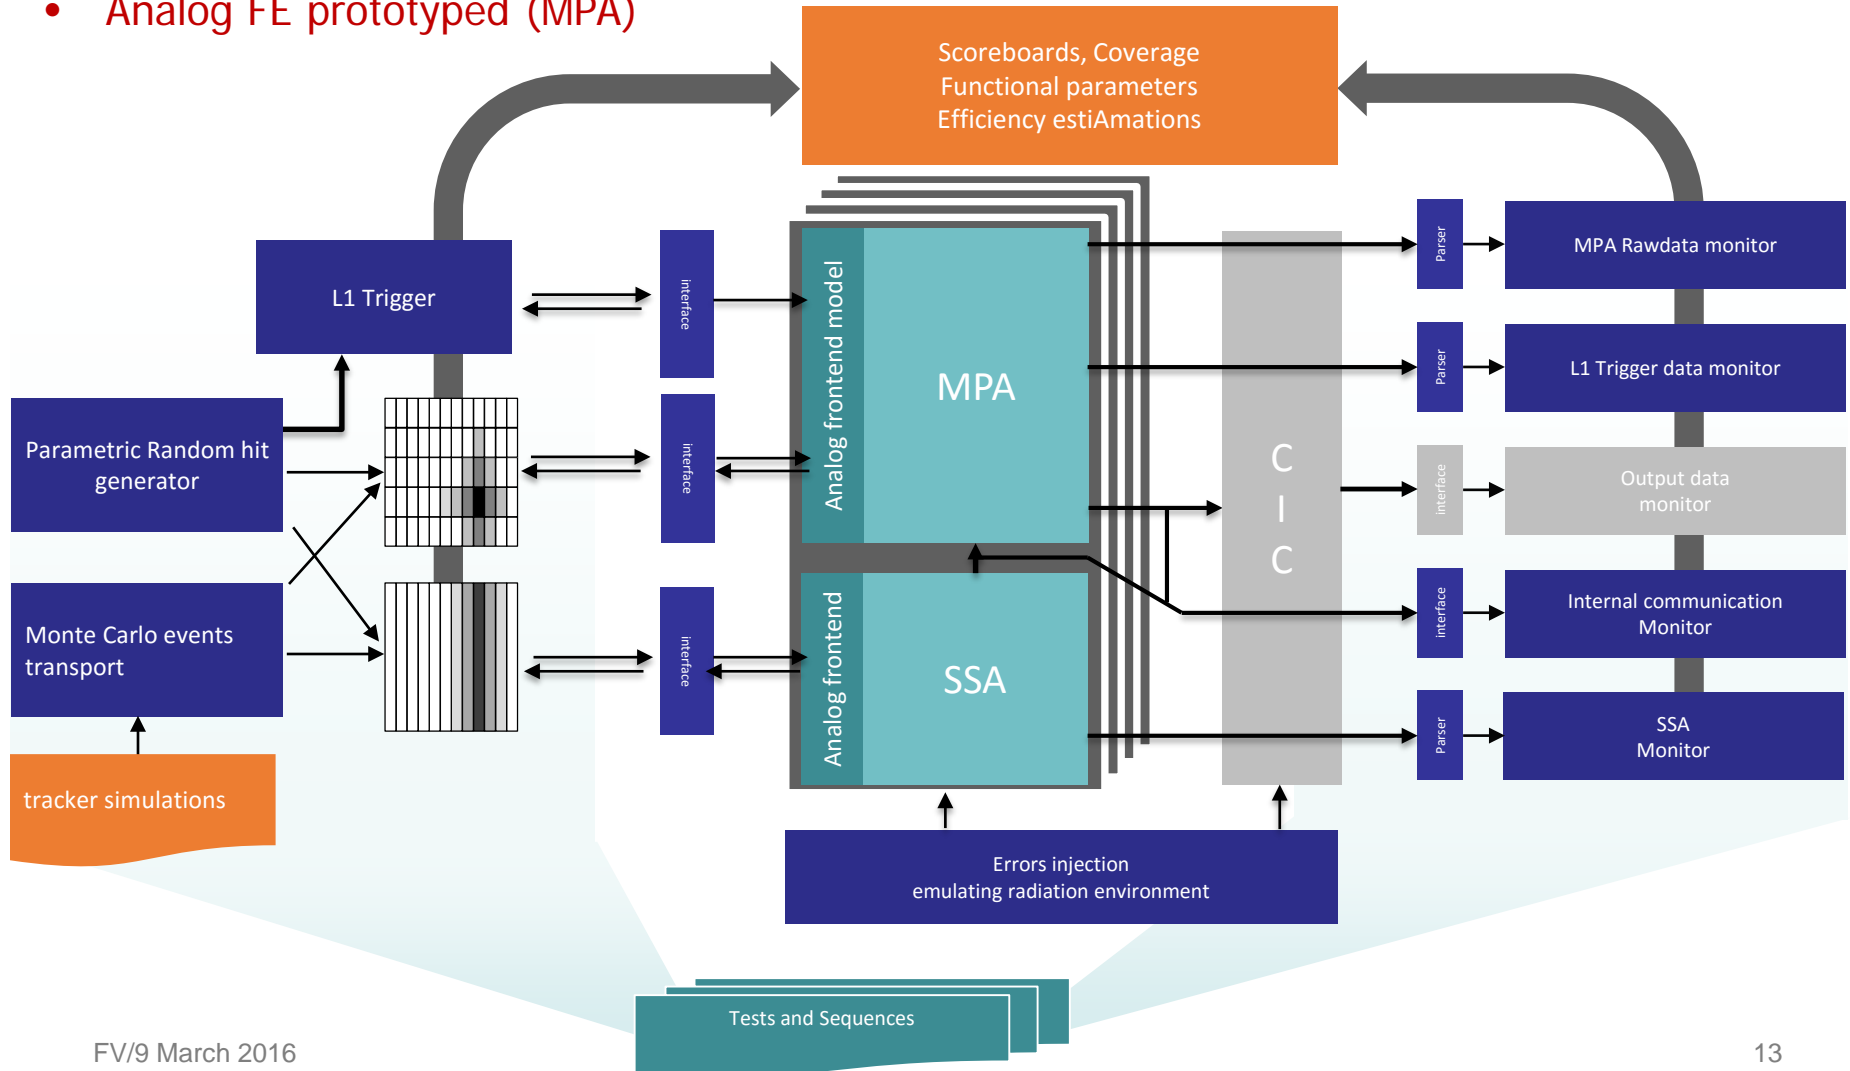 • Analog FE prototyped (MPA)
Scoreboards, Coverage
Functional parameters
Efficiency estiAmations
L1 Trigger
interface
Analog frontend model
MPA
Parser
MPA Rawdata monitor
Parser
L1 Trigger data monitor
Parametric Random hit
generator
interface
C
I
C
interface
Output data
monitor
Monte Carlo events
transport
interface
Analog frontend
SSA
interface
Internal communication
Monitor
Parser
SSA
Monitor
tracker simulations
Errors injection
emulating radiation environment
Tests and Sequences
FV/9 March 2016
13